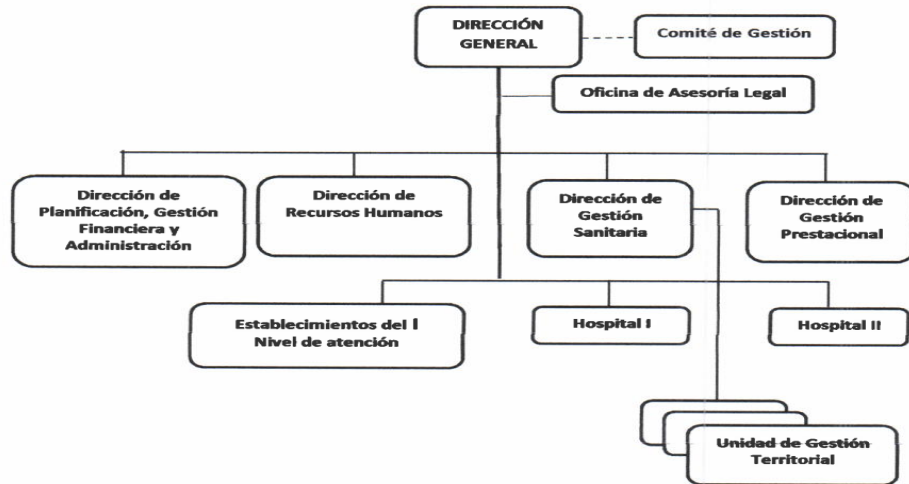 DIRECCIÓN
GENERAL
Comité de Gestión
Oficina de Asesoría Legal
Dirección de
Planificación, Gestión
Financiera y
Administración
Dirección de
Recursos Humanos
Dirección de
Gestión
Sanitaria
Dirección de
Gestión
Prestacional
Establecimientos del I
Nivel de atención
Hospital I
Hospital II
Unidad de Gestión
Territorial